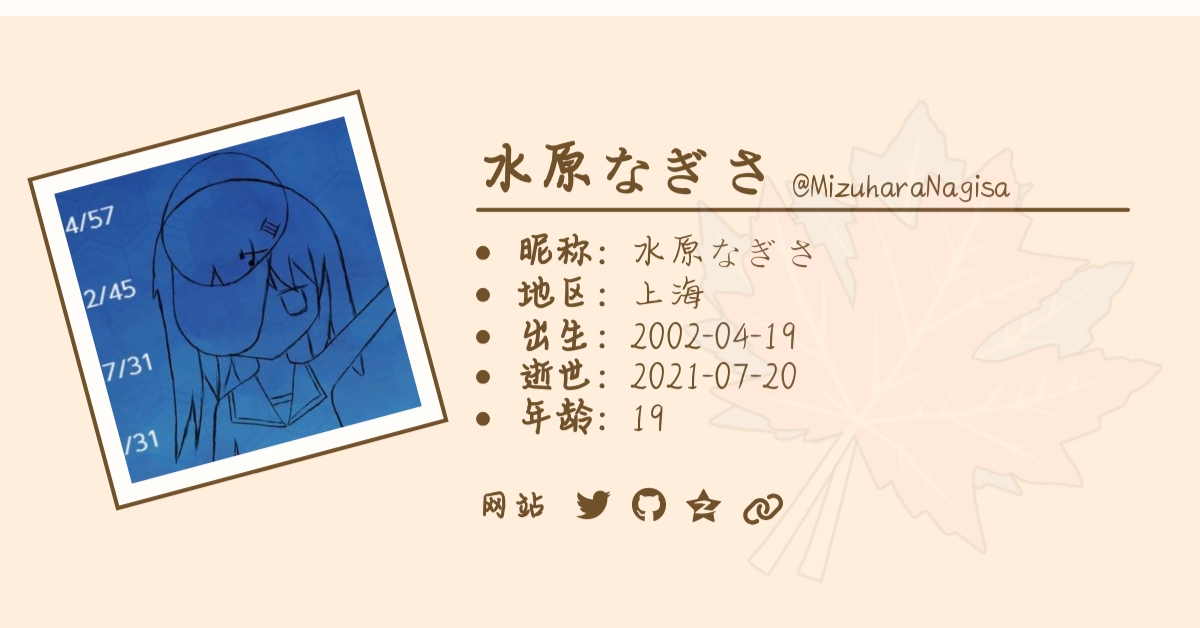 4/57
2/45
7/31
/31
水原なぎさ @MizuharaNagisa
昵称: 水原なぎさ
地区: 上海
出生: 2002-04-19
逝世: 2021-07-20
年龄: 19
网站